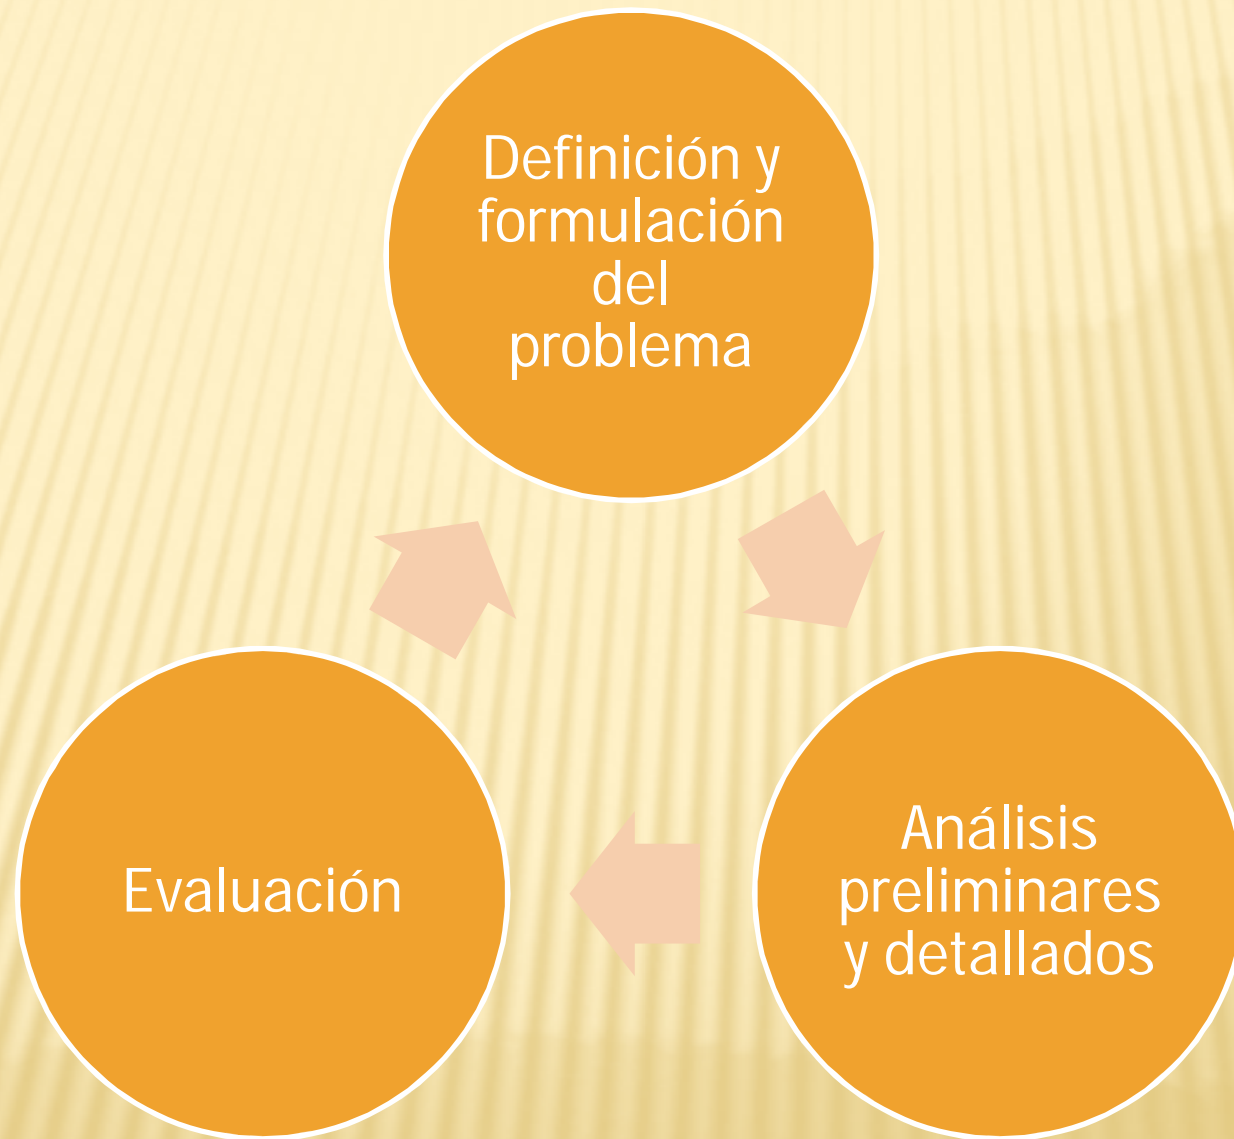 Definición y
formulación
del
problema
Análisis
preliminares
y detallados
Evaluación